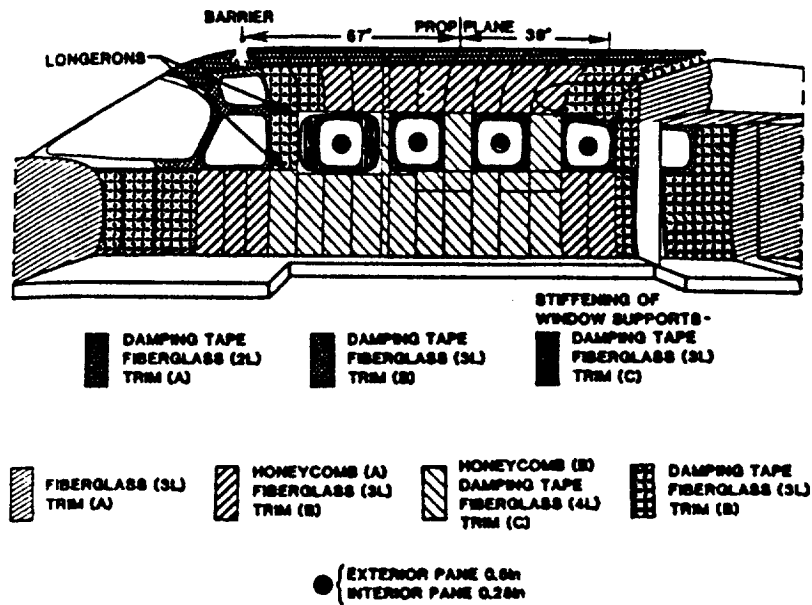 BARRIER
67"
PROP PLANE
38"
LONGERONS
DAMPING TAPE
FIBERGLASS (2L)
TRIM (A)
DAMPING TAPE
FIBERGLASS (3L)
TRIM (B)
STIFFENING OF
WINDOW SUPPORTS-
DAMPING TAPE
FIBERGLASS (3L)
TRIM (C)
FIBERGLASS (3L)
TRIM (A)
HONEYCOMB (A)
FIBERGLASS (3L)
TRIM (B)
HONEYCOMB (B)
DAMPING TAPE
FIBERGLASS (4L)
TRIM (C)
DAMPING TAPE
FIBERGLASS (3L)
TRIM (B)
EXTERIOR PANE 0.5in
INTERIOR PANE 0.25in